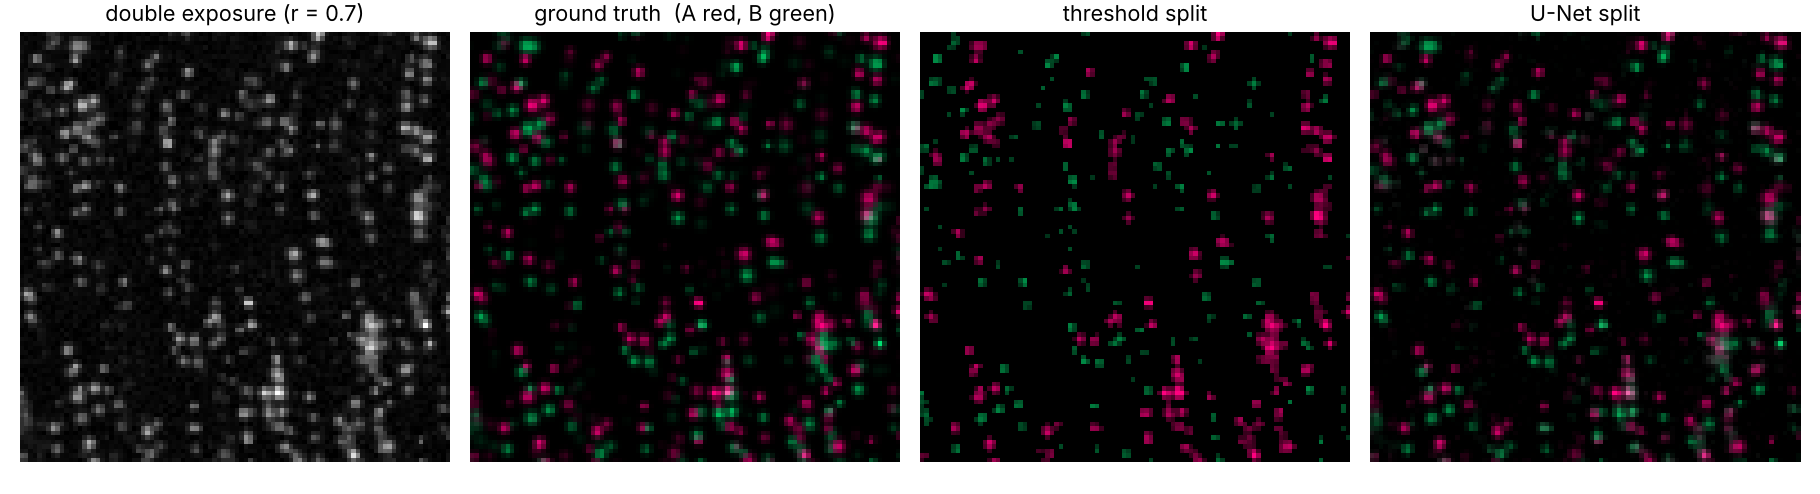 double exposure (r = 0.7)
ground truth (A red, B green)
threshold split
U-Net split